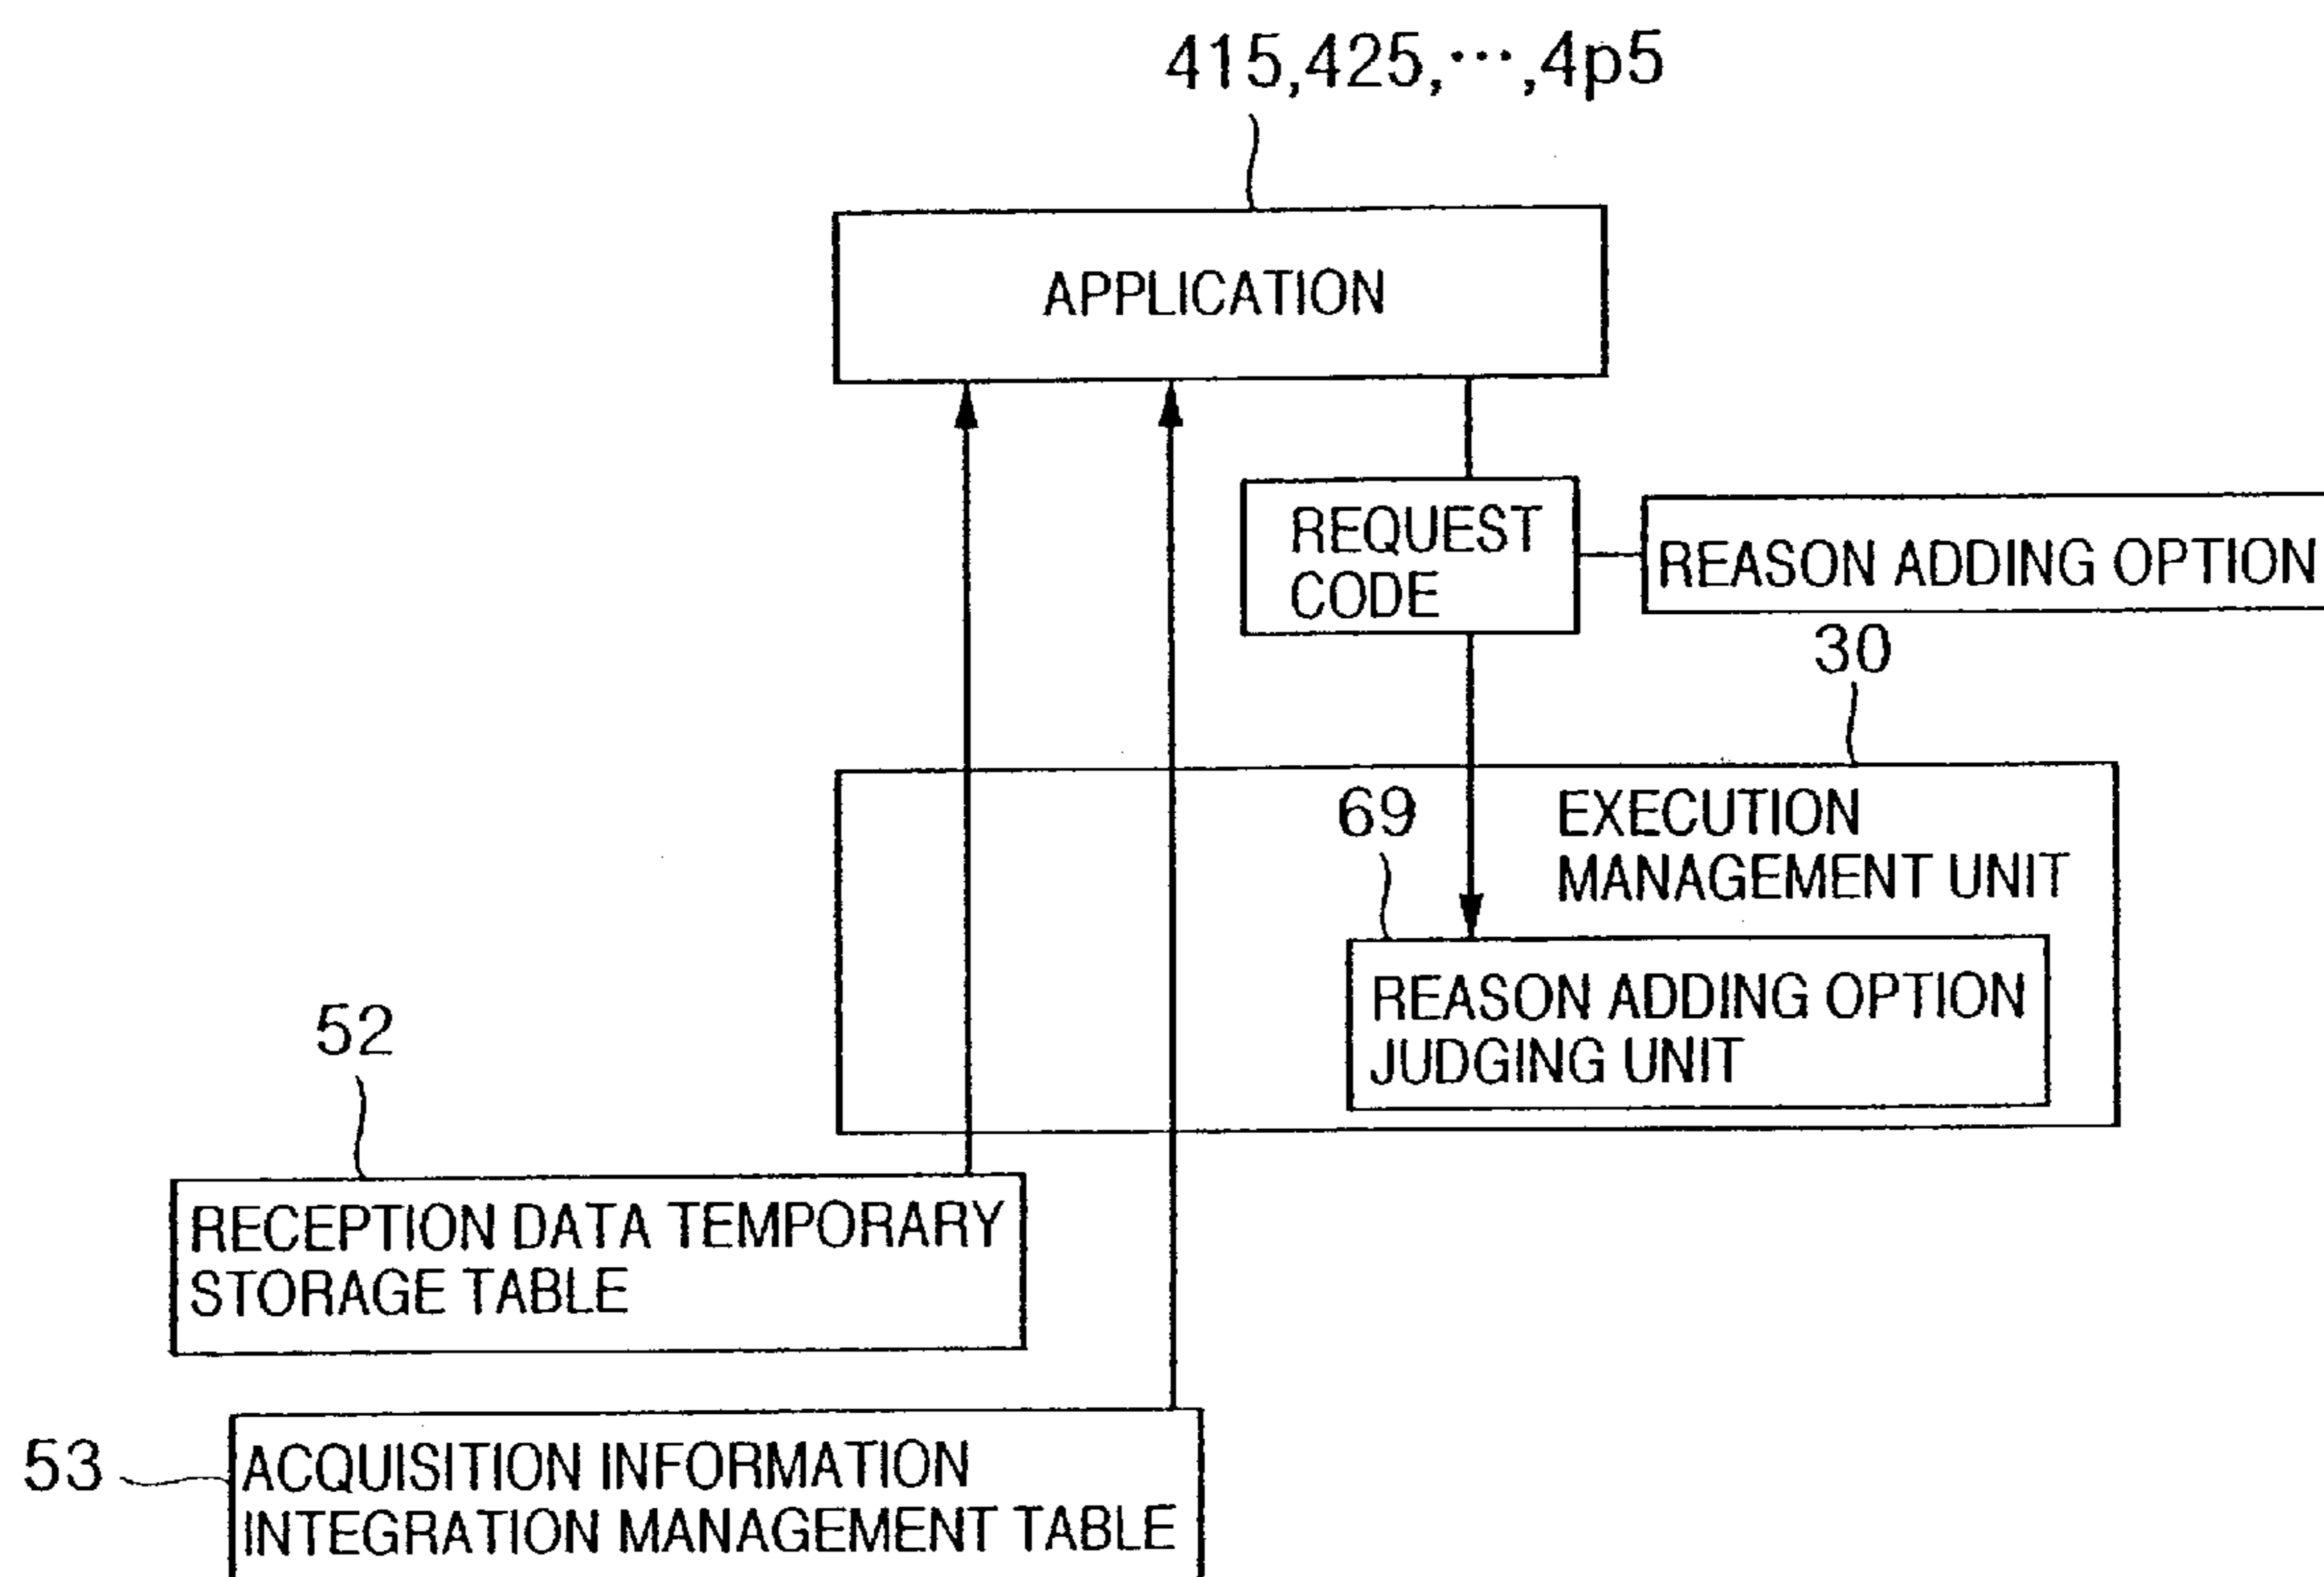 415,425,···,4p5
APPLICATION
REQUEST
CODE
REASON ADDING OPTION
30
69
EXECUTION
MANAGEMENT UNIT
REASON ADDING OPTION
JUDGING UNIT
52
RECEPTION DATA TEMPORARY
STORAGE TABLE
53
ACQUISITION INFORMATION
INTEGRATION MANAGEMENT TABLE